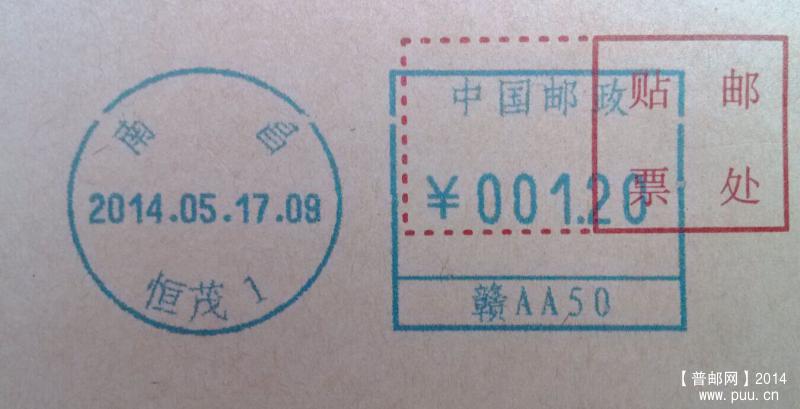 南昌
2014.05.17.09
恒茂 1
中国邮政
¥001.20
赣AA50
贴 邮
票 处
【普邮网】2014
www.puu.cn